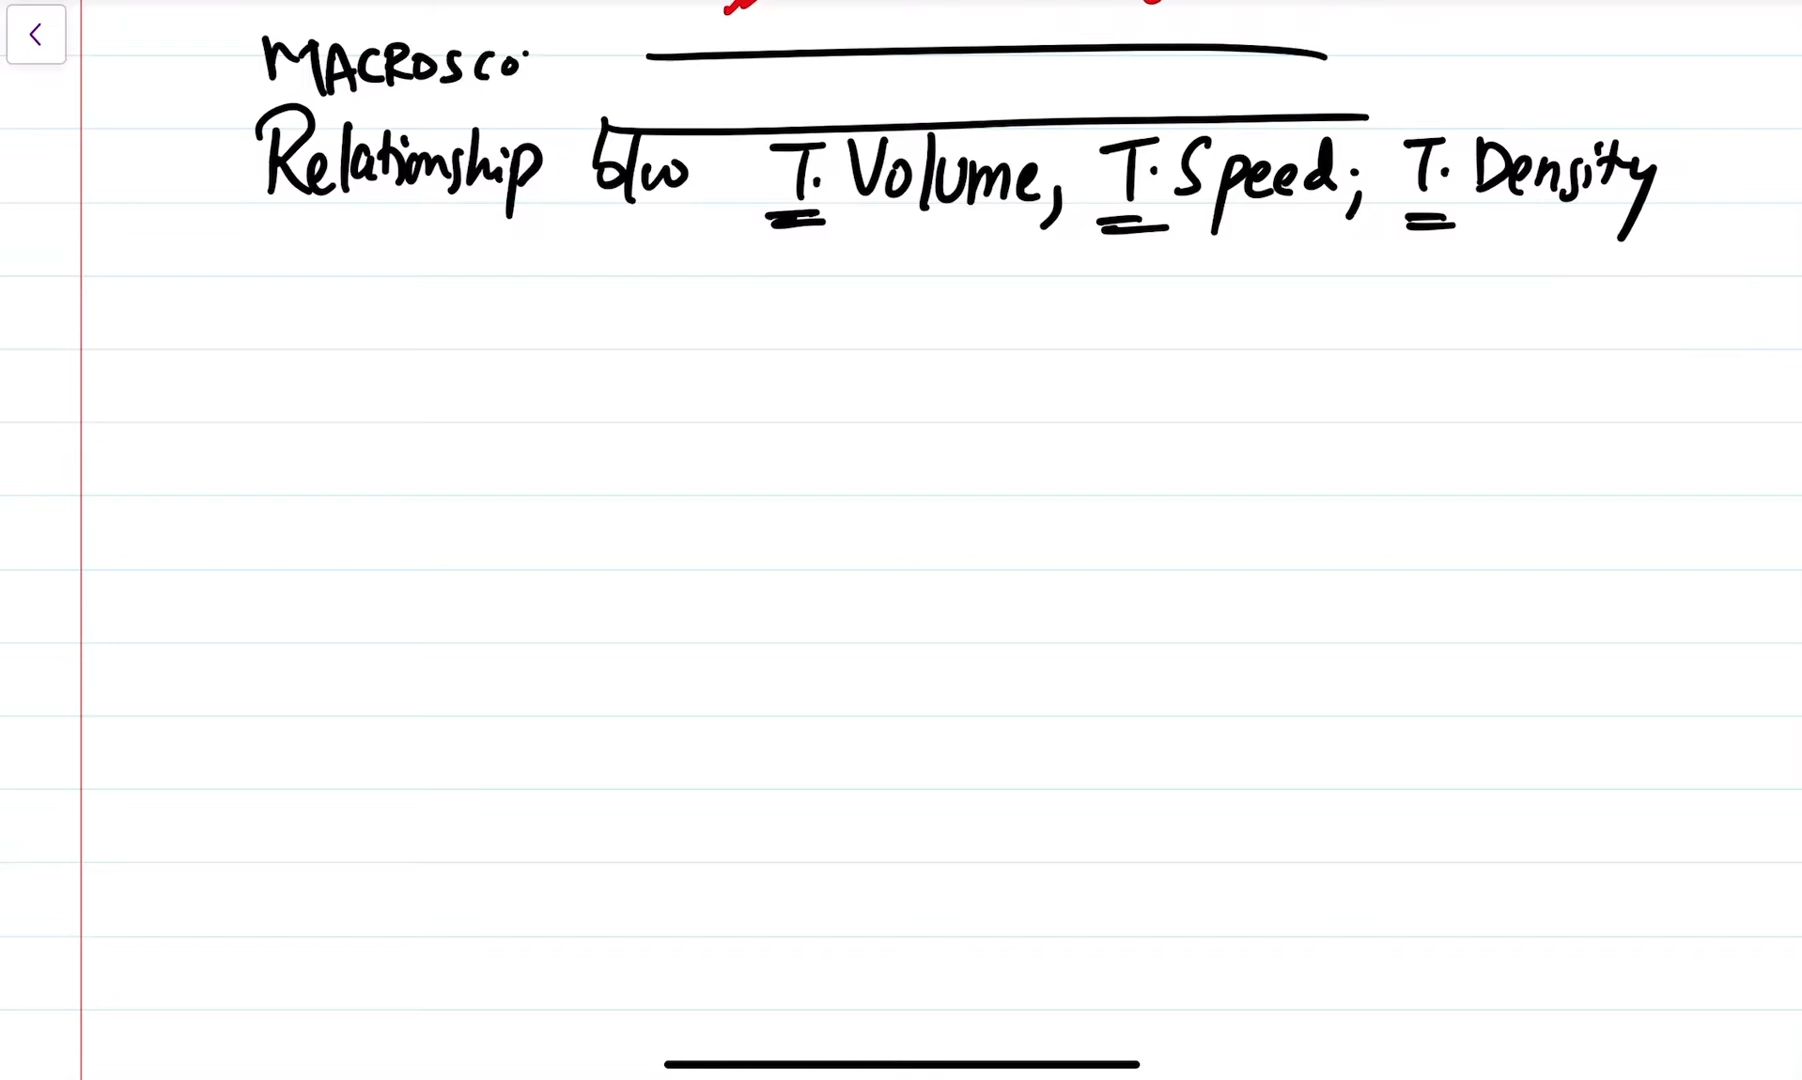 MACROSCO
Relationship b/w T. Volume, T. Speed; T. Density